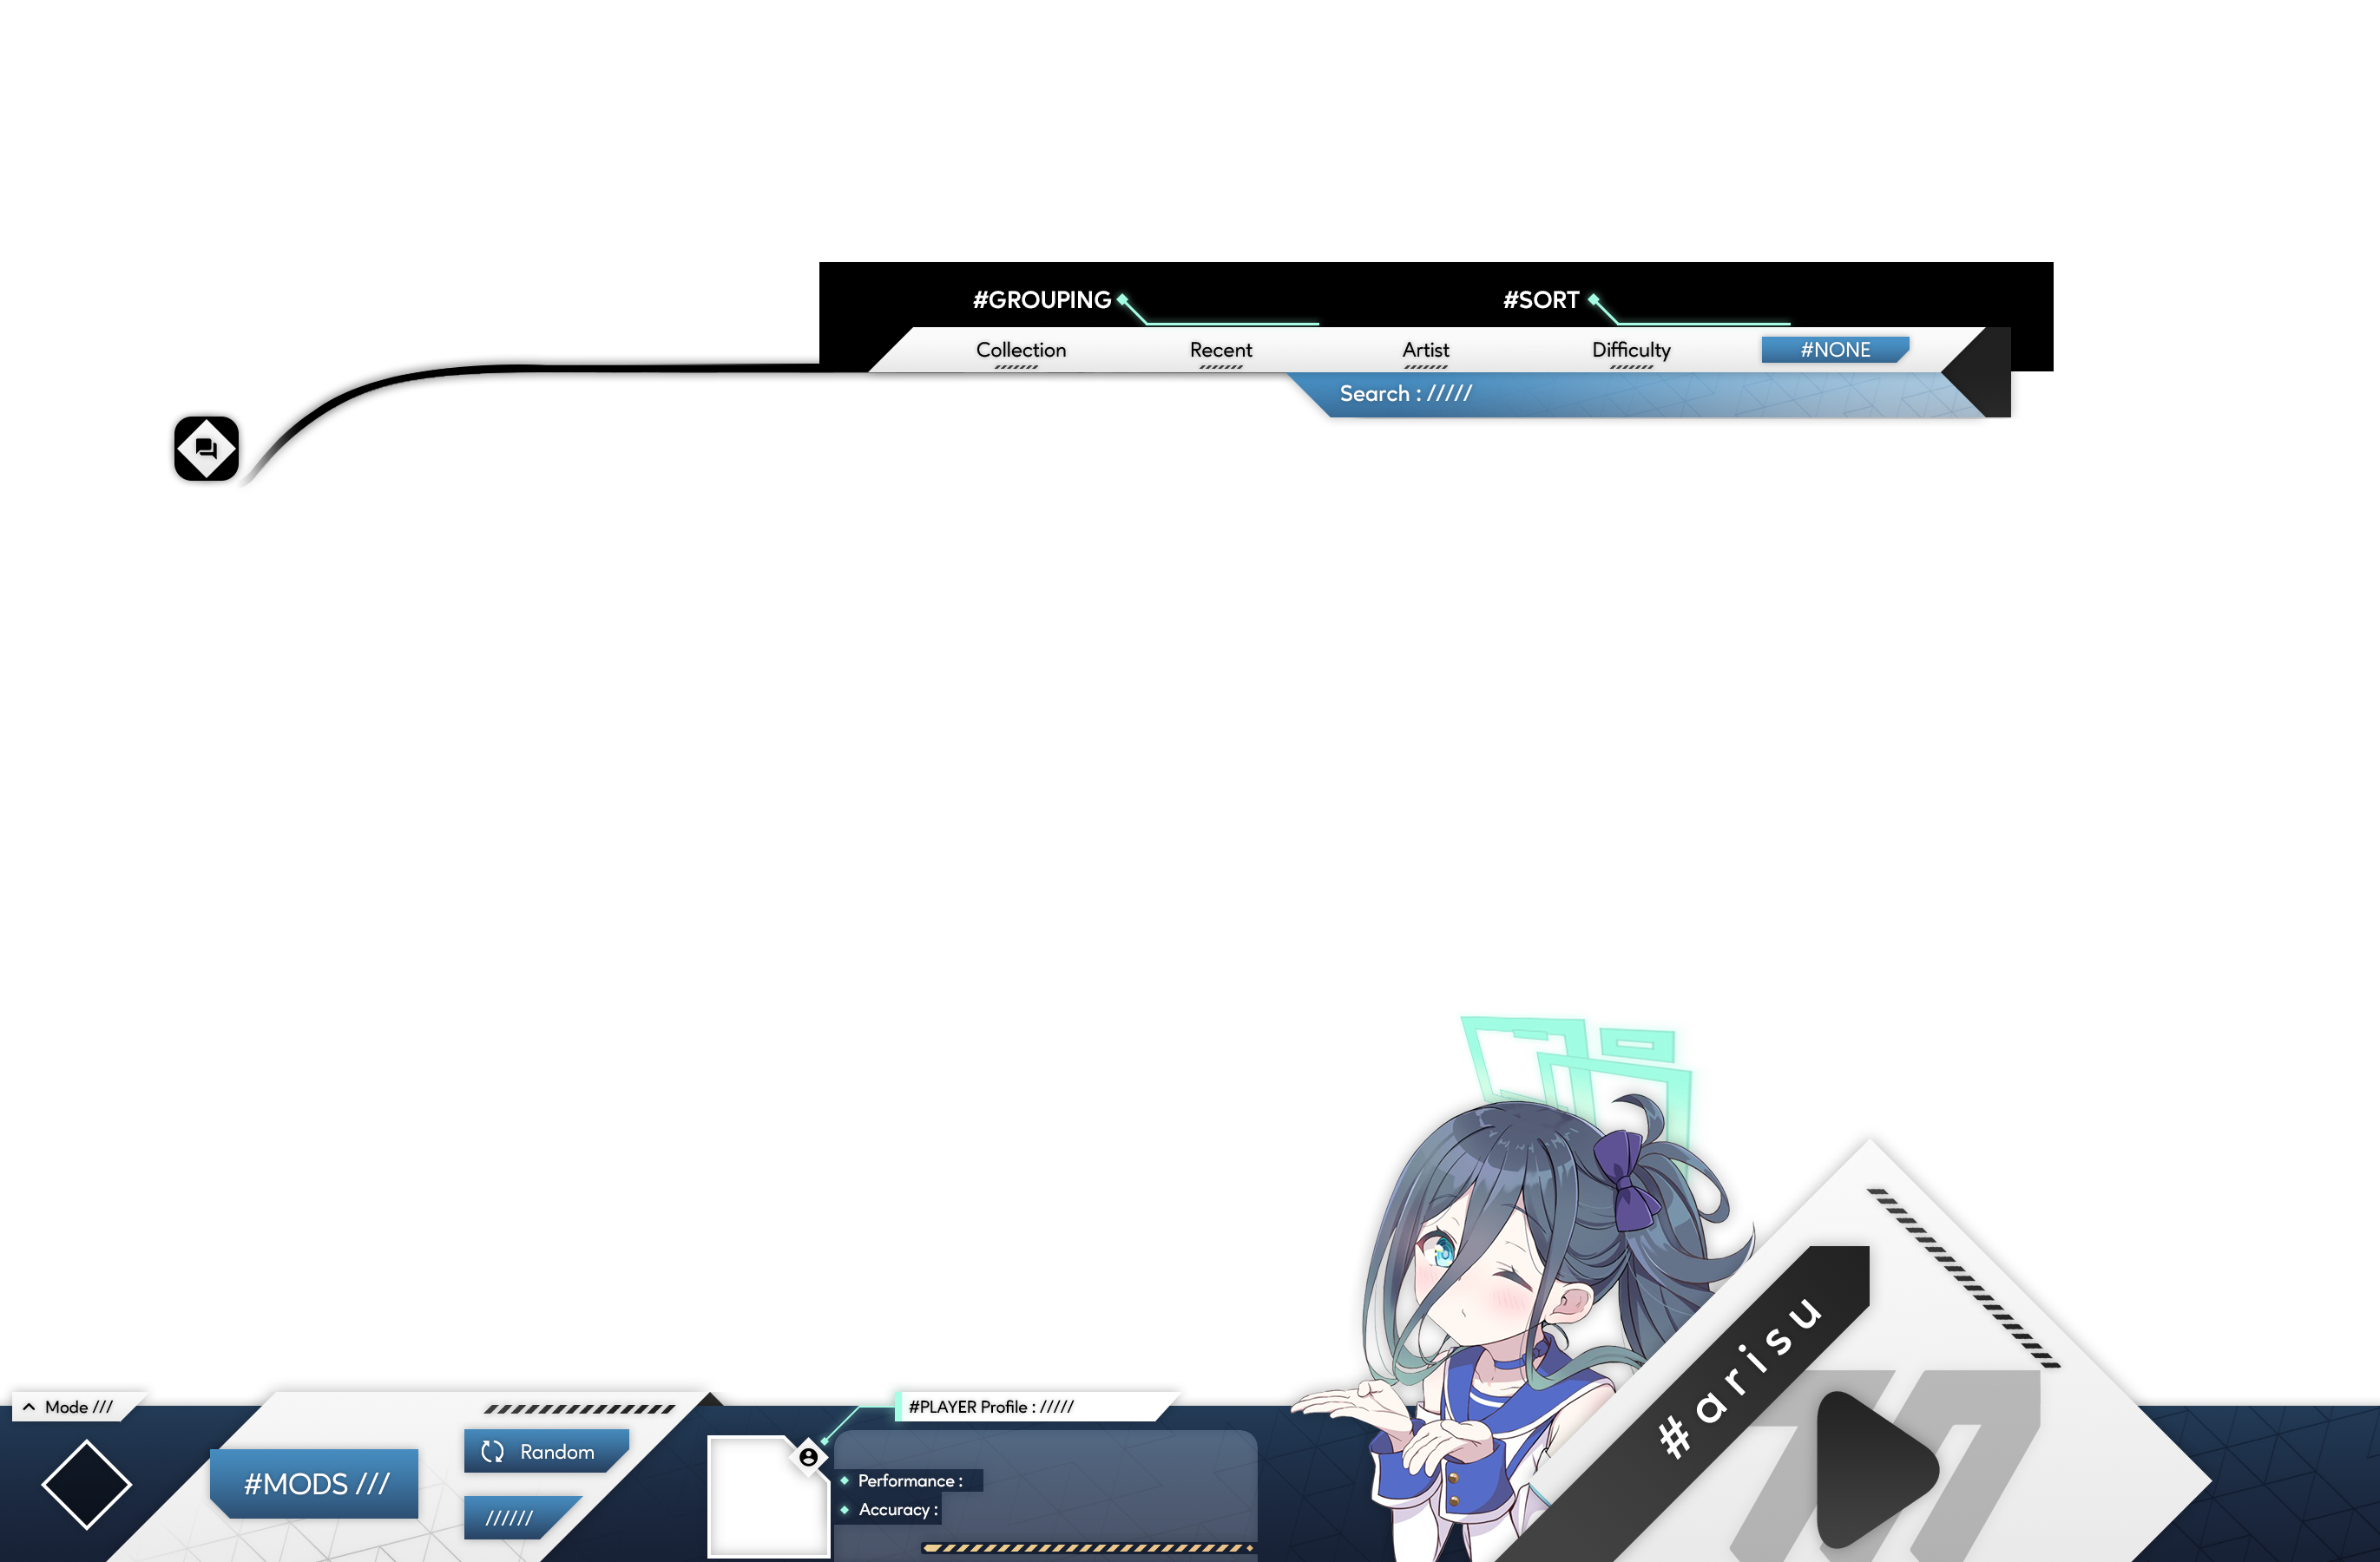 #GROUPING
#SORT
Collection
Recent
Artist
Difficulty
#NONE
Search : /////
Mode ///
#MODS ///
Random
//////
#PLAYER Profile : /////
Performance :
Accuracy :
#arisu